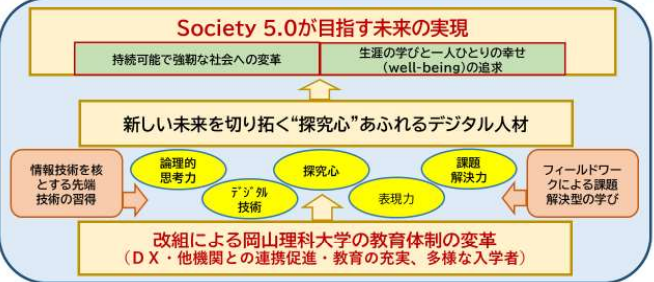 Society 5.0が目指す未来の実現
持続可能で強靭な社会への変革
生涯の学びと一人ひとりの幸せ
(well-being)の追求
新しい未来を切り拓く“探究心”あふれるデジタル人材
情報技術を核
とする先端
技術の習得
論理的
思考力
デジタル
技術
探究心
表現力
課題
解決力
フィールドワー
クによる課題
解決型の学び
改組による岡山理科大学の教育体制の変革
(DX・他機関との連携促進・教育の充実、多様な入学者)